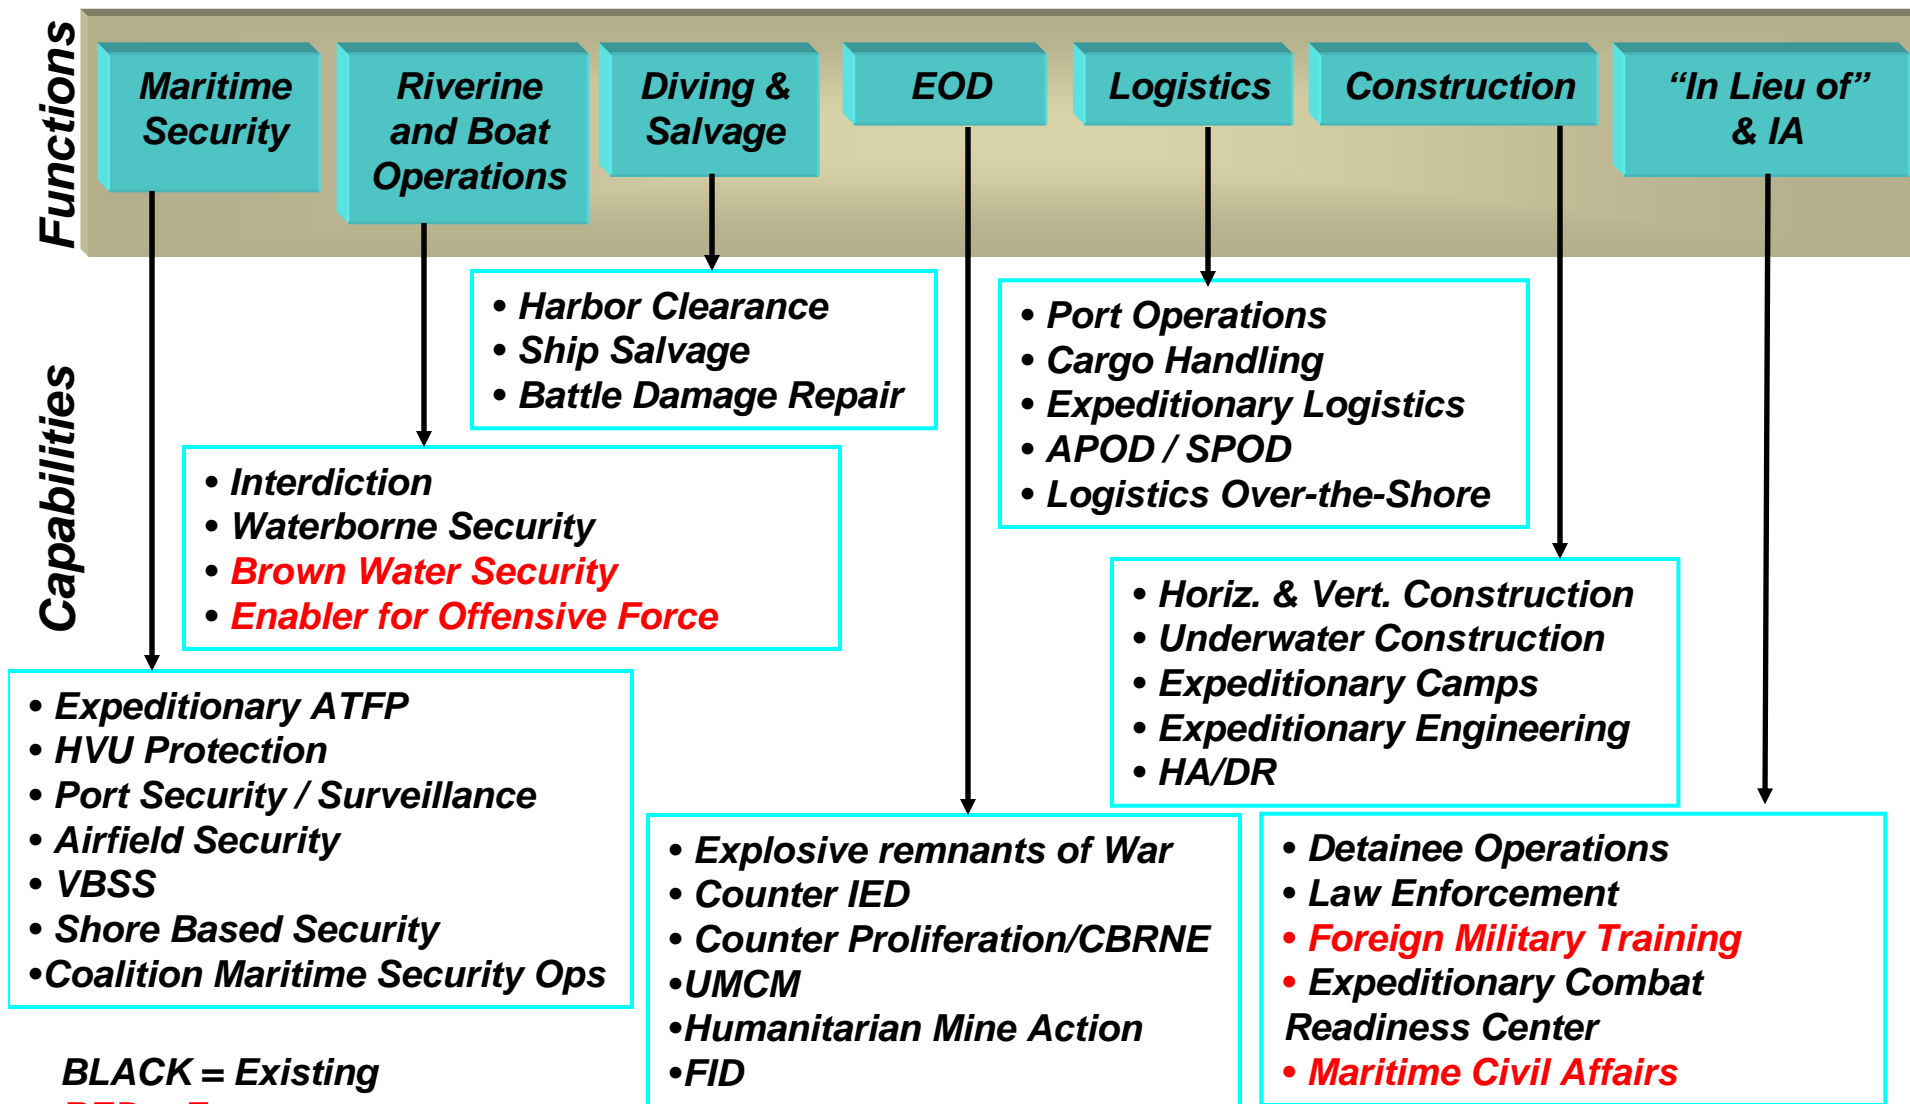 Functions
Maritime
Security
Riverine
and Boat
Operations
Diving &
Salvage
EOD
Logistics
Construction
“In Lieu of”
& IA
Capabilities
• Harbor Clearance
• Ship Salvage
• Battle Damage Repair
• Port Operations
• Cargo Handling
• Expeditionary Logistics
• APOD / SPOD
• Logistics Over-the-Shore
• Interdiction
• Waterborne Security
• Brown Water Security
• Enabler for Offensive Force
• Horiz. & Vert. Construction
• Underwater Construction
• Expeditionary Camps
• Expeditionary Engineering
• HA/DR
• Expeditionary ATFP
• HVU Protection
• Port Security / Surveillance
• Airfield Security
• VBSS
• Shore Based Security
•Coalition Maritime Security Ops
• Explosive remnants of War
• Counter IED
• Counter Proliferation/CBRNE
•UMCM
•Humanitarian Mine Action
•FID
• Detainee Operations
• Law Enforcement
• Foreign Military Training
• Expeditionary Combat
Readiness Center
• Maritime Civil Affairs
BLACK = Existing